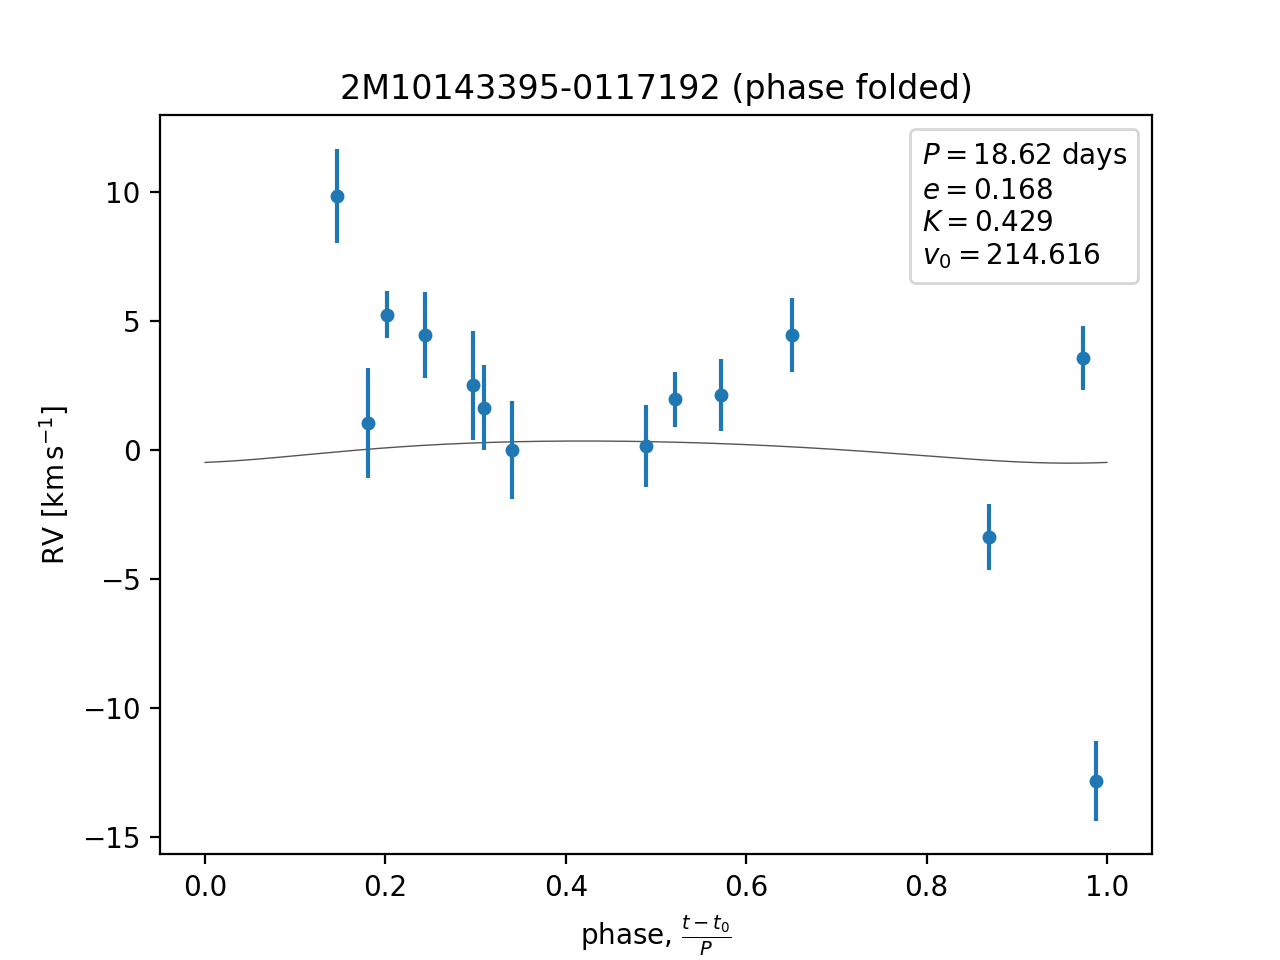 2M10143395-0117192 (phase folded)
P = 18.62 days
e = 0.168
K = 0.429
v₀ = 214.616
RV [km s⁻¹]
10
5
0
−5
−10
−15
0.0 0.2 0.4 0.6 0.8 1.0
phase, (t − t₀)/P